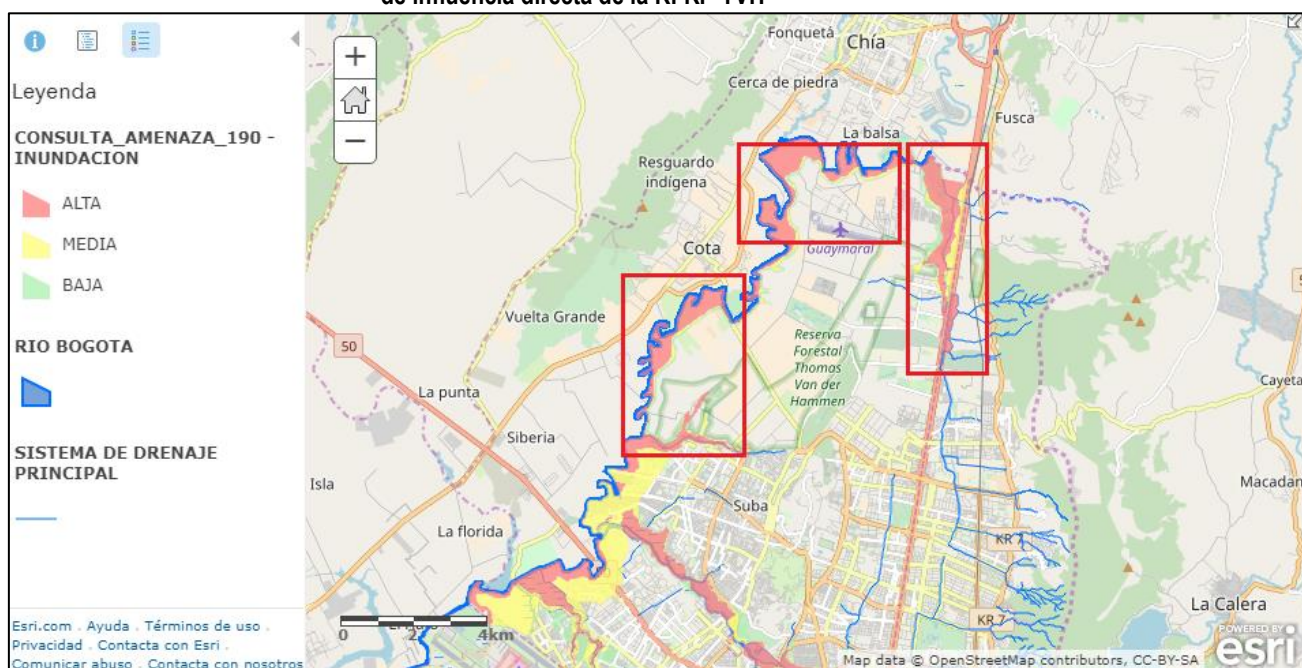 de influencia directa de la
Leyenda
CONSULTA_AMENAZA_190 -
INUNDACION
ALTA
MEDIA
BAJA
RIO BOGOTA
SISTEMA DE DRENAJE
PRINCIPAL
Esri.com . Ayuda . Términos de uso .
Privacidad . Contacta con Esri .
Comunicar abuso . Contacta con nosotros
+
−
Fonquetá
Chía
Cerca de piedra
Fusca
La balsa
Resguardo
indígena
Cota
Guaymaral
Vuelta Grande
50
Reserva
Forestal
Thomas
Van der
Hammen
La punta
Cayeta
Siberia
Isla
Suba
Macadan
La florida
KR 7
La Calera
KR 7
0 2 4km
POWERED BY
esri
Map data © OpenStreetMap contributors, CC-BY-SA